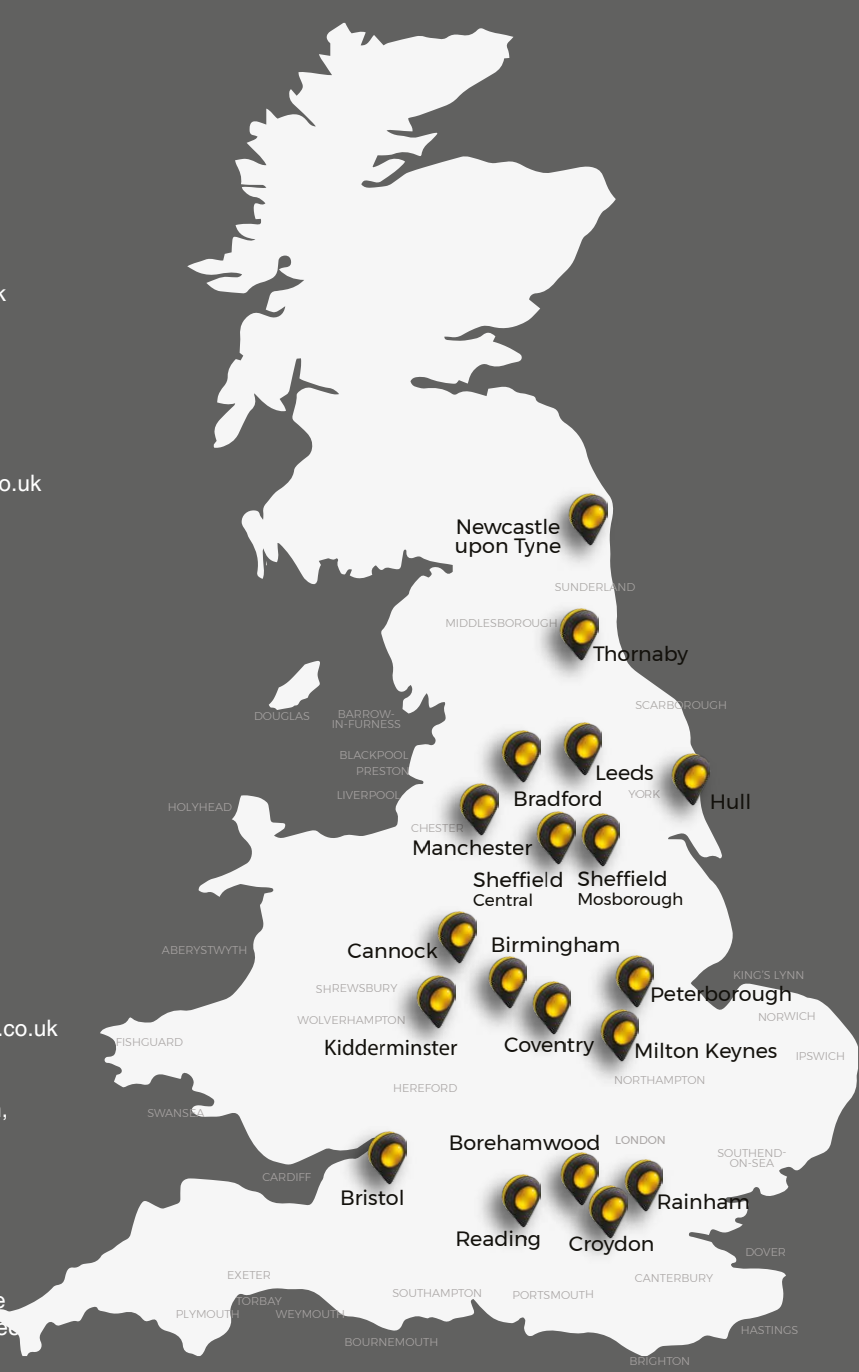 k
o.uk
Newcastle
upon Tyne
SUNDERLAND
MIDDLESBOROUGH
Thornaby
SCARBOROUGH
DOUGLAS
BARROW-
IN-FURNESS
BLACKPOOL
PRESTON
Leeds
LIVERPOOL
Bradford
YORK
Hull
HOLYHEAD
CHESTER
Manchester
Sheffield
Central
Sheffield
Mosborough
Cannock
Birmingham
ABERYSTWYTH
KING'S LYNN
SHREWSBURY
Peterborough
WOLVERHAMPTON
NORWICH
.co.uk
FISHGUARD
Kidderminster
Coventry
Milton Keynes
IPSWICH
NORTHAMPTON
HEREFORD
SWANSEA
Borehamwood
LONDON
SOUTHEND-
ON-SEA
CARDIFF
Bristol
Rainham
Reading
Croydon
DOVER
EXETER
CANTERBURY
TORBAY
SOUTHAMPTON
PORTSMOUTH
PLYMOUTH
WEYMOUTH
HASTINGS
BOURNEMOUTH
BRIGHTON